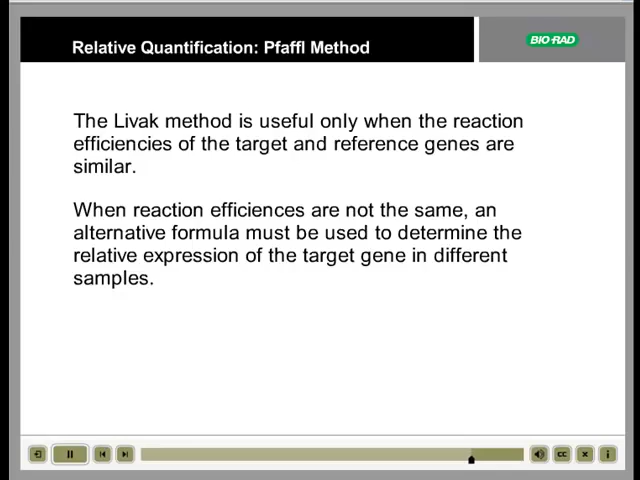 Relative Quantification: Pfaffl Method
BIO-RAD
The Livak method is useful only when the reaction
efficiencies of the target and reference genes are
similar.
When reaction efficiences are not the same, an
alternative formula must be used to determine the
relative expression of the target gene in different
samples.
CC